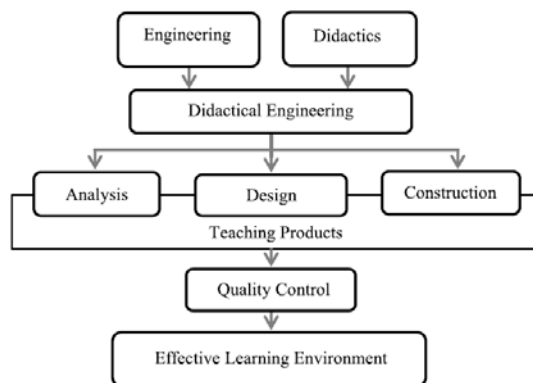 Engineering
Didactics
Didactical Engineering
Analysis
Design
Construction
Teaching Products
Quality Control
Effective Learning Environment